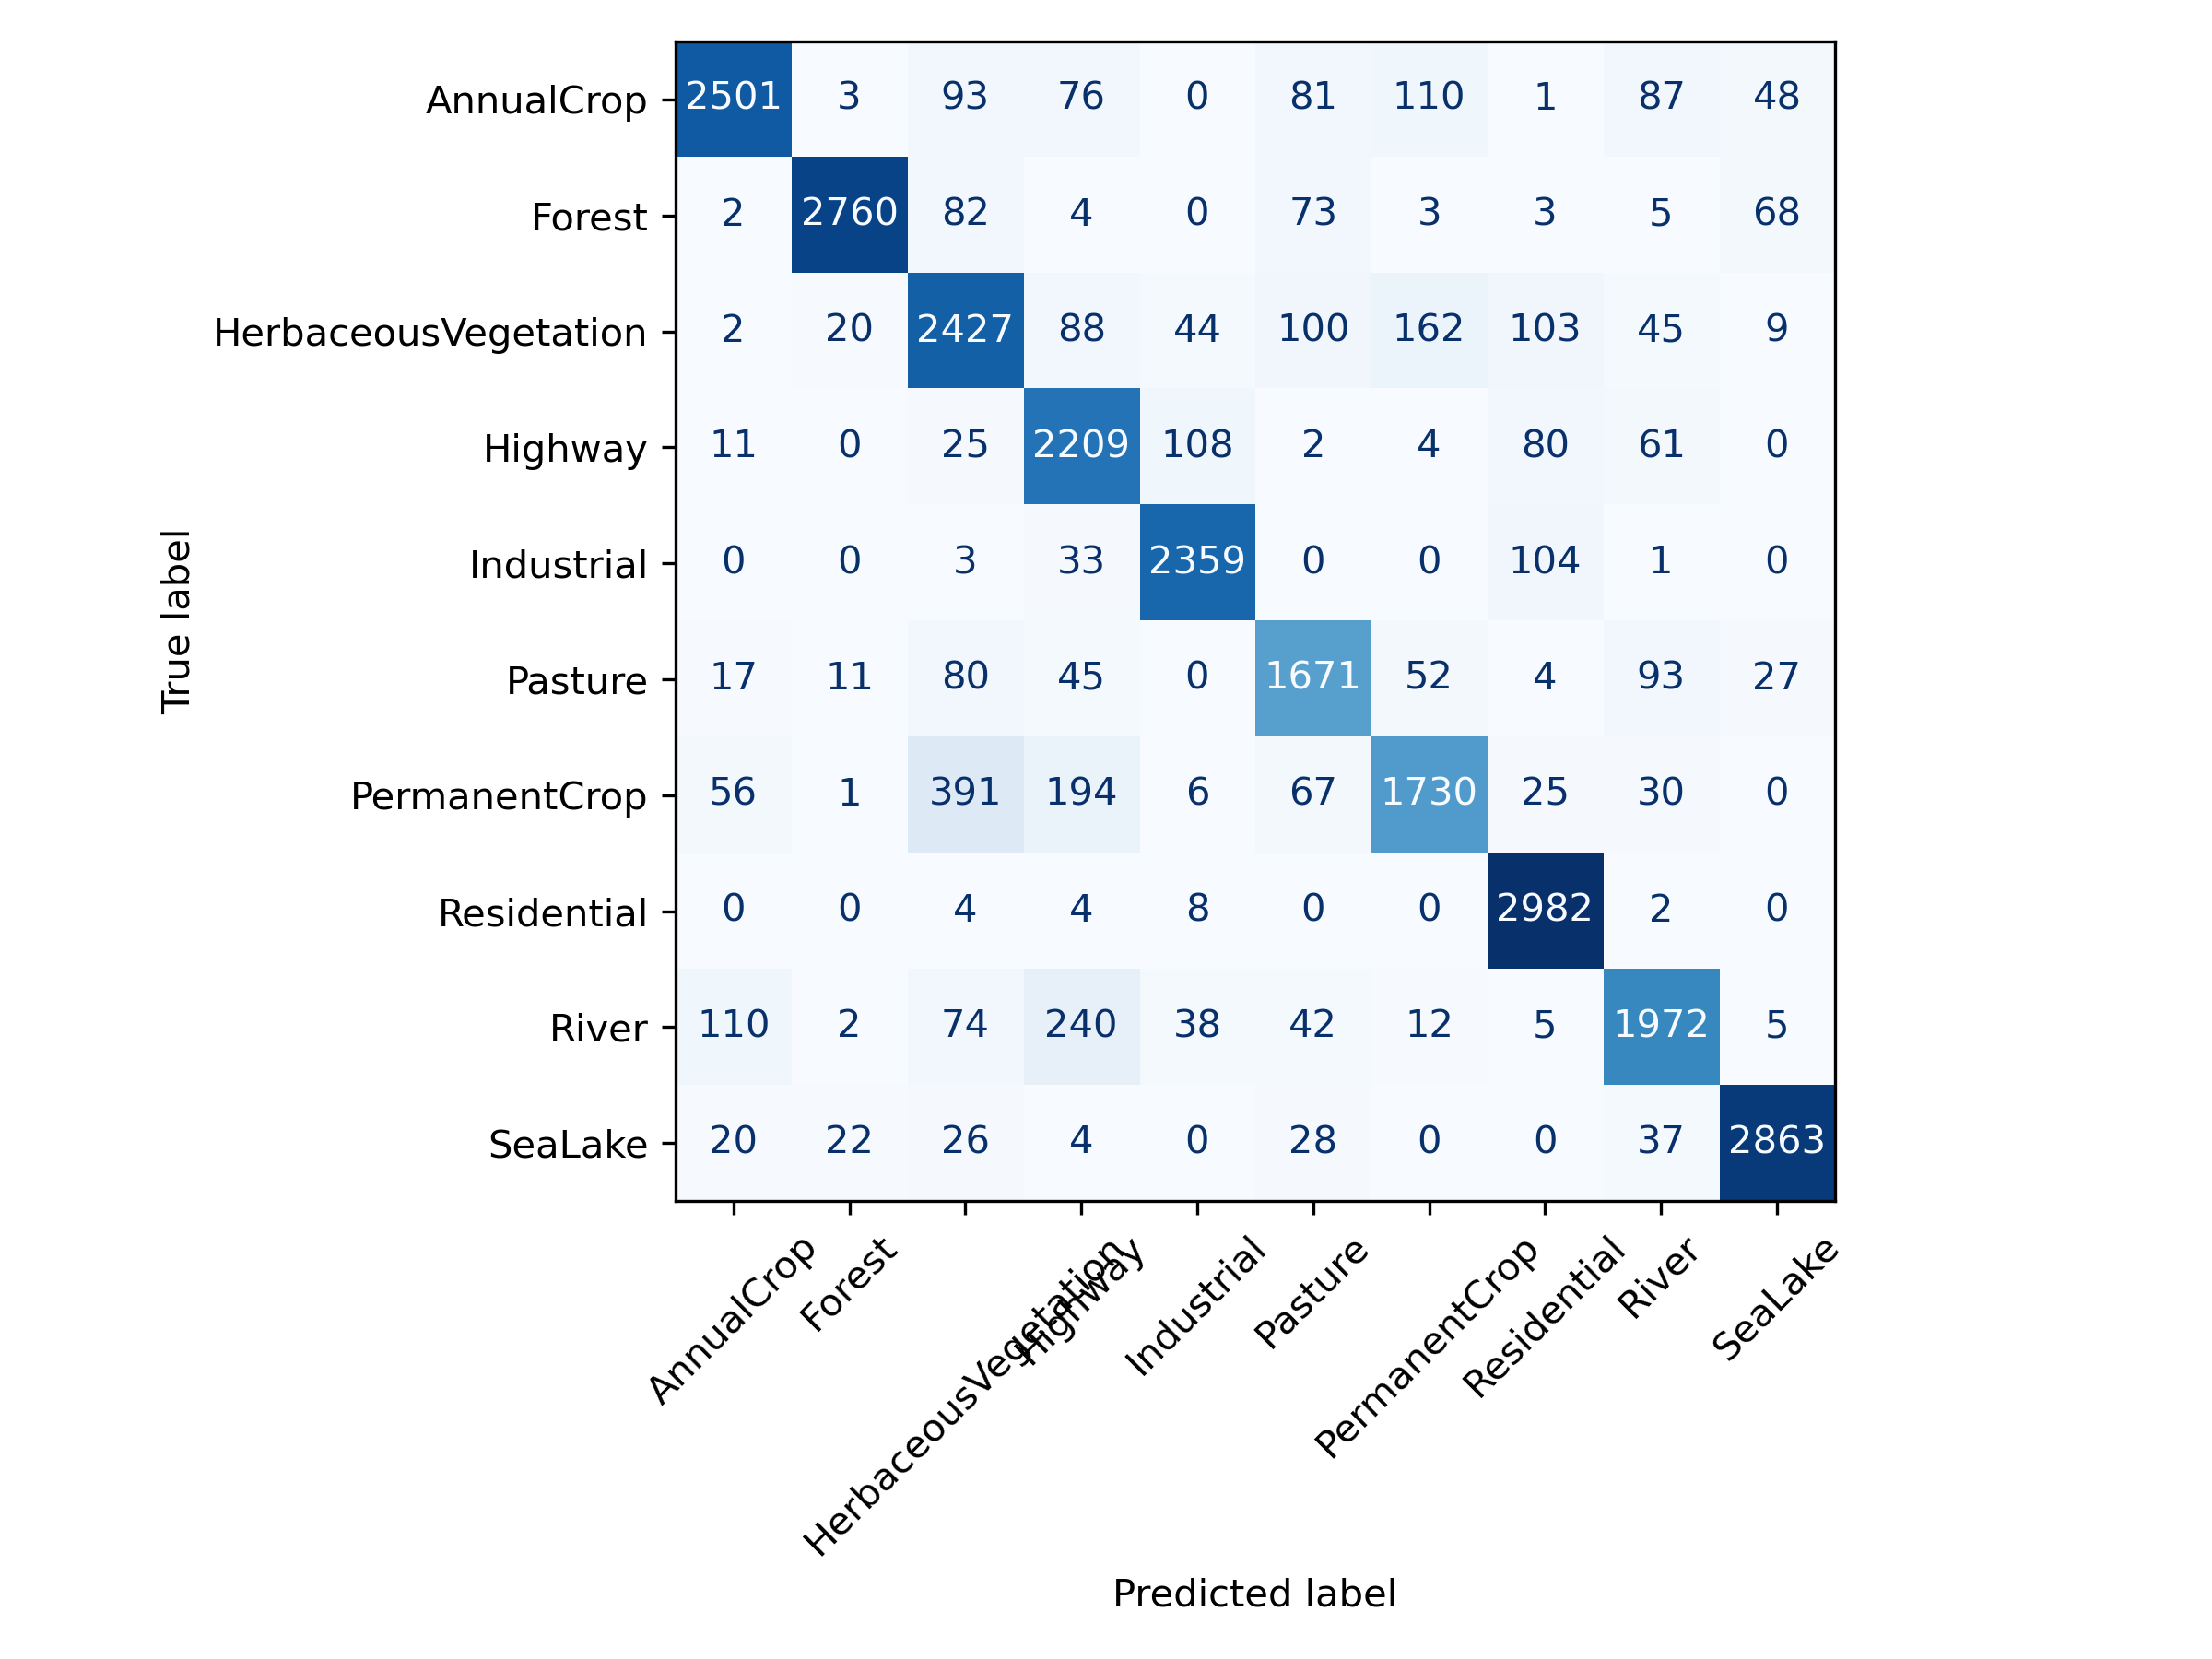 AnnualCrop 2501 3 93 76 0 81 110 1 87 48
Forest 2 2760 82 4 0 73 3 3 5 68
HerbaceousVegetation 2 20 2427 88 44 100 162 103 45 9
Highway 11 0 25 2209 108 2 4 80 61 0
Industrial 0 0 3 33 2359 0 0 104 1 0
Pasture 17 11 80 45 0 1671 52 4 93 27
PermanentCrop 56 1 391 194 6 67 1730 25 30 0
Residential 0 0 4 4 8 0 0 2982 2 0
River 110 2 74 240 38 42 12 5 1972 5
SeaLake 20 22 26 4 0 28 0 0 37 2863
True label
AnnualCrop
Forest
HerbaceousVegetation
Highway
Industrial
Pasture
PermanentCrop
Residential
River
SeaLake
Predicted label